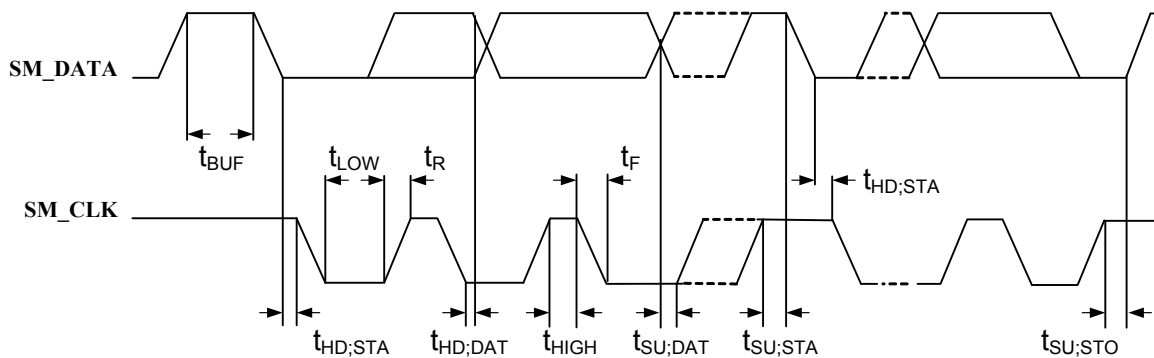 SM_DATA
tBUF
tLOW
tR
tF
tHD;STA
SM_CLK
tHD;STA
tHD;DAT
tHIGH
tSU;DAT
tSU;STA
tSU;STO